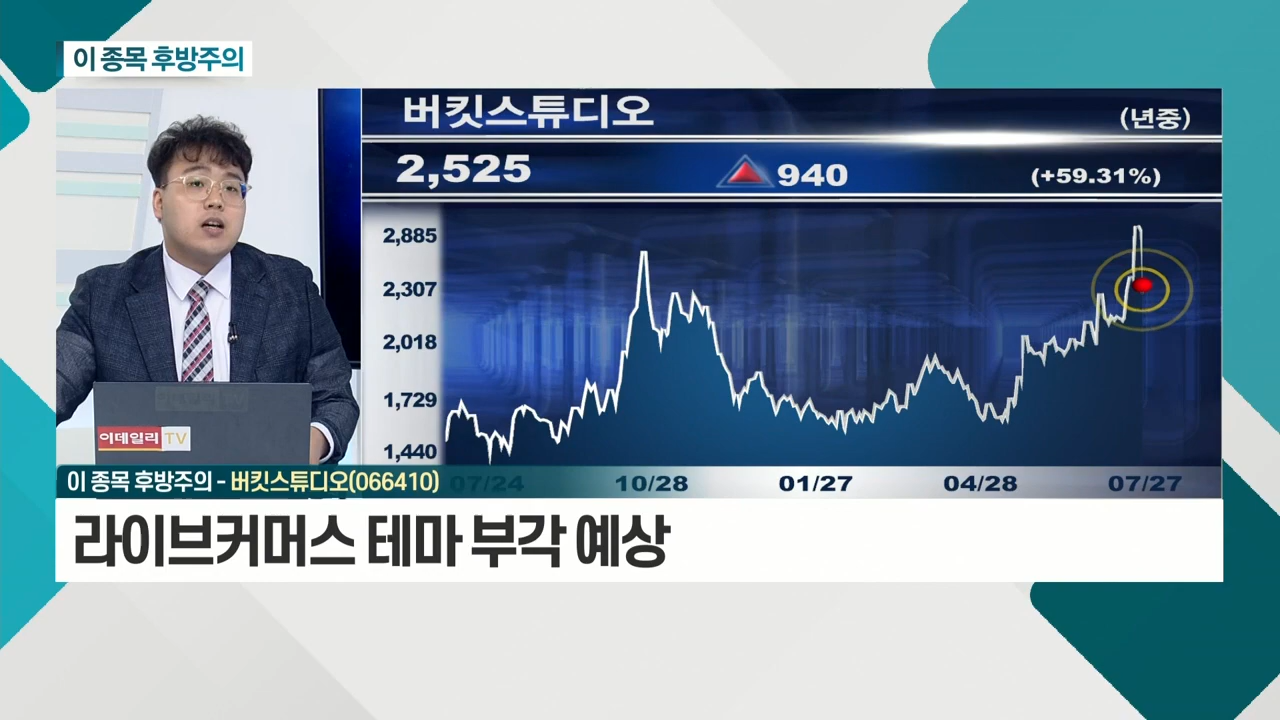 이 종목 후방주의
버킷스튜디오
(년중)
2,525
940
(+59.31%)
2,885
2,307
2,018
1,729
1,440
이데일리 TV
이 종목 후방주의 - 버킷스튜디오(066410)
07/24
10/28
01/27
04/28
07/27
라이브커머스 테마 부각 예상